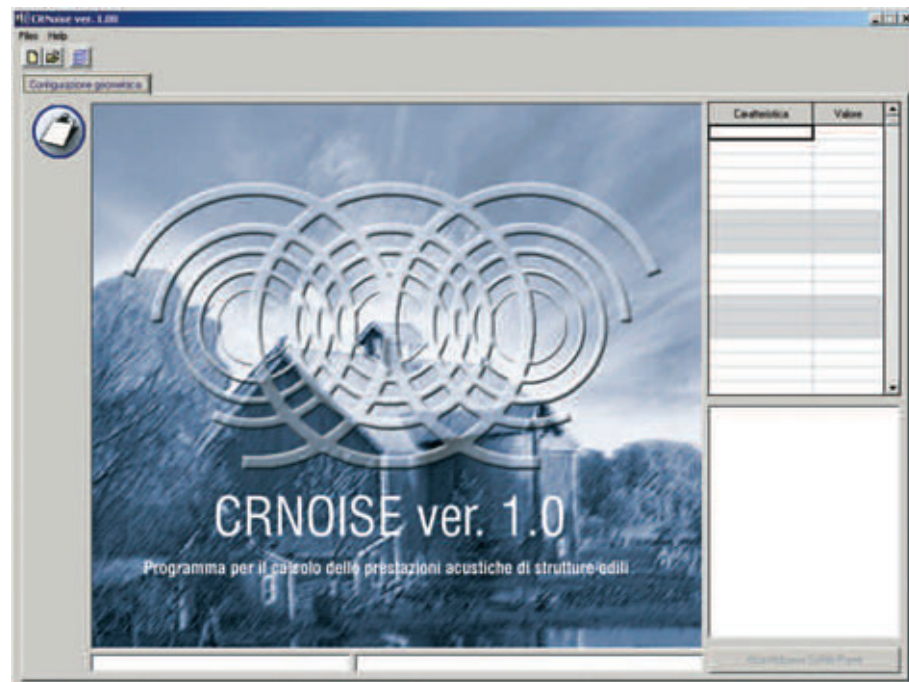 CRNoise ver. 1.00
Files Help
Configurazione geometrica
Caratteristica Valore
CRNOISE ver. 1.0
Programma per il calcolo delle prestazioni acustiche di strutture edili